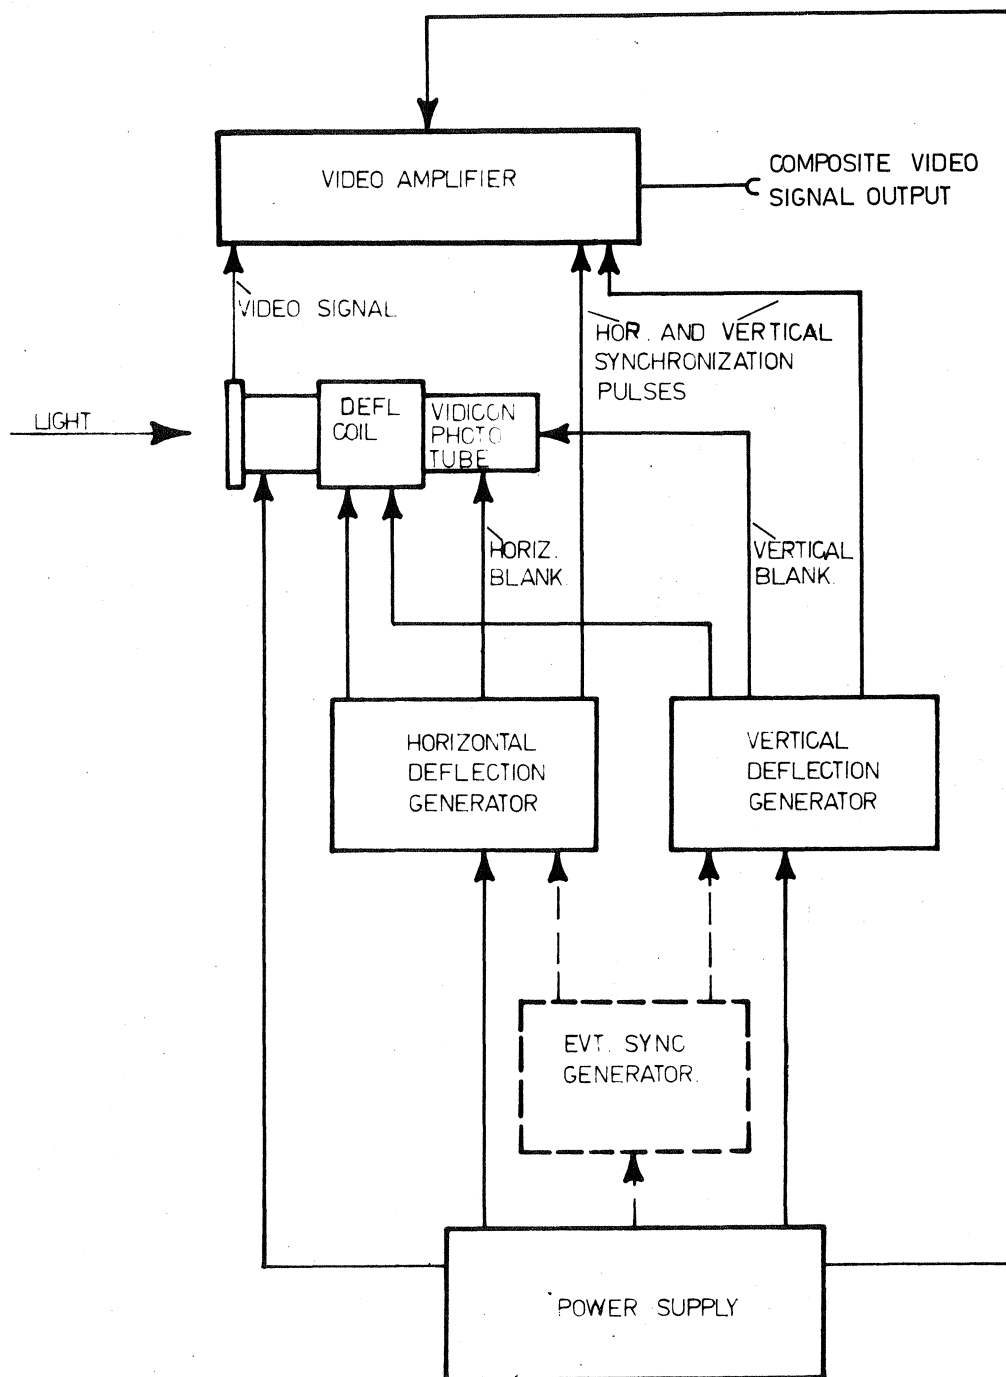 VIDEO AMPLIFIER
COMPOSITE VIDEO
SIGNAL OUTPUT
VIDEO SIGNAL
HOR. AND VERTICAL
SYNCHRONIZATION
PULSES
LIGHT
DEFL
COIL
VIDICON
PHOTO
TUBE
HORIZ.
BLANK.
VERTICAL
BLANK.
HORIZONTAL
DEFLECTION
GENERATOR
VERTICAL
DEFLECTION
GENERATOR
EVT. SYNC
GENERATOR.
POWER SUPPLY